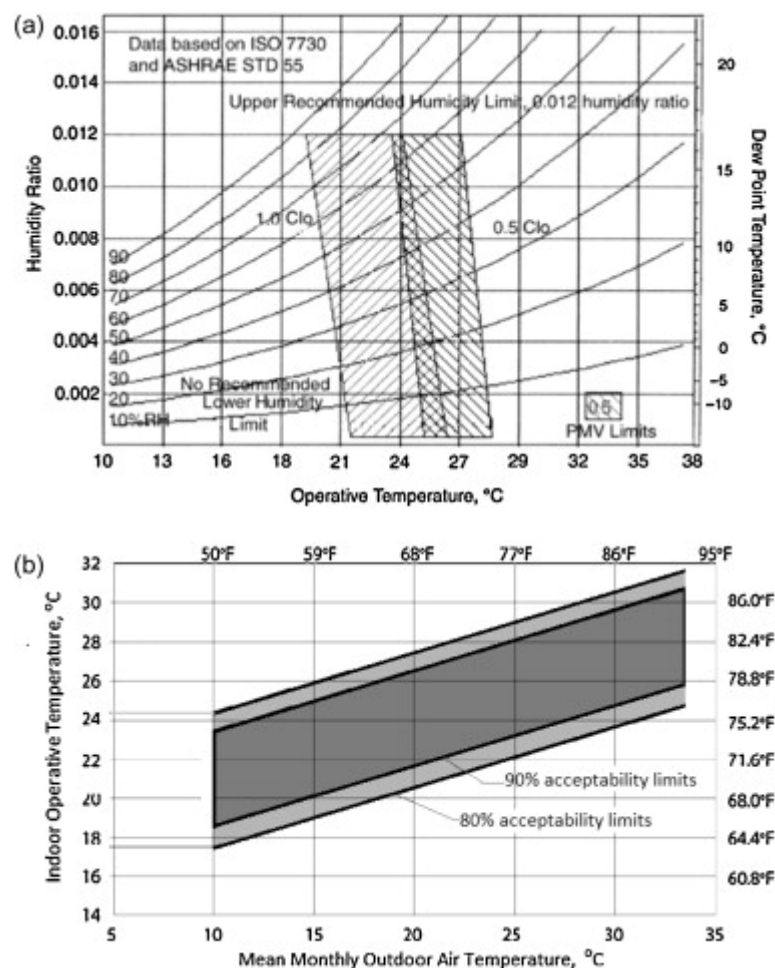 (a)
0.016
0.014
0.012
0.010
0.008
0.006
0.004
0.002
Humidity Ratio
Data based on ISO 7730
and ASHRAE STD 55
Upper Recommended Humidity Limit, 0.012 humidity ratio
1.0 Clo
0.5 Clo
90
80
70
60
50
40
30
20
10%RH
No Recommended
Lower Humidity
Limit
0.5
PMV Limits
20
15
10
5
0
−5
−10
Dew Point Temperature, °C
10 13 16 18 21 24 27 29 32 35 38
Operative Temperature, °C
(b)
50°F 59°F 68°F 77°F 86°F 95°F
32
30
28
26
24
22
20
18
16
14
Indoor Operative Temperature, °C
90% acceptability limits
80% acceptability limits
86.0°F
82.4°F
78.8°F
75.2°F
71.6°F
68.0°F
64.4°F
60.8°F
5 10 15 20 25 30 35
Mean Monthly Outdoor Air Temperature, °C